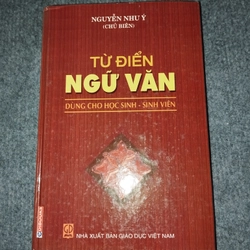 NGUYỄN NHƯ Ý
(CHỦ BIÊN)
TỪ ĐIỂN
NGỮ VĂN
DÙNG CHO HỌC SINH - SINH VIÊN
NHÀ XUẤT BẢN GIÁO DỤC VIỆT NAM